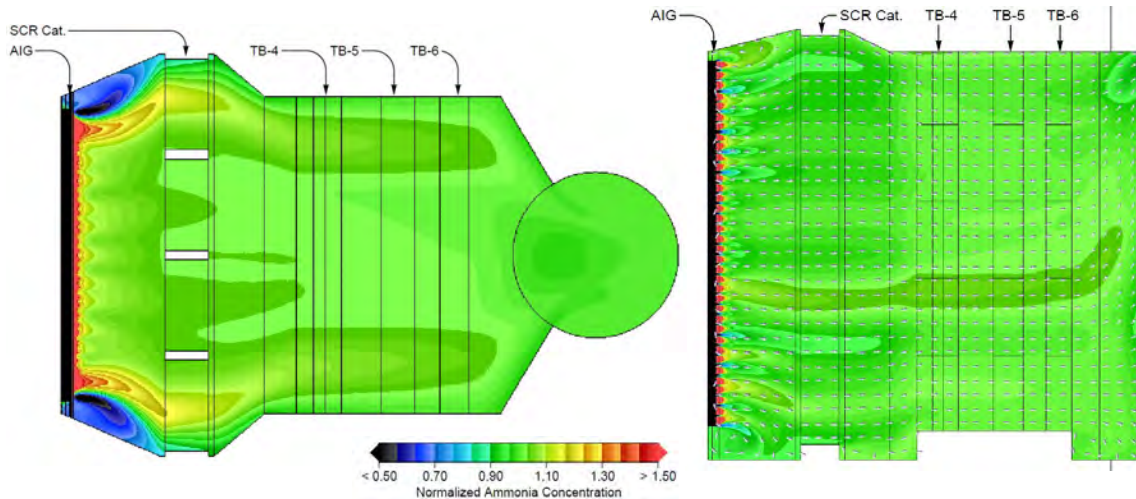 SCR Cat.
AIG
TB-4
TB-5
TB-6
AIG
SCR Cat.
TB-4
TB-5
TB-6
< 0.50 0.70 0.90 1.10 1.30 > 1.50
Normalized Ammonia Concentration